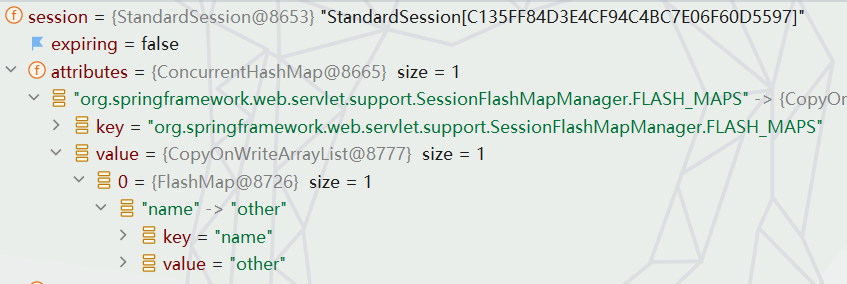 session = {StandardSession@8653} "StandardSession[C135FF84D3E4CF94C4BC7E06F60D5597]"
expiring = false
attributes = {ConcurrentHashMap@8665} size = 1
"org.springframework.web.servlet.support.SessionFlashMapManager.FLASH_MAPS" -> {CopyO
key = "org.springframework.web.servlet.support.SessionFlashMapManager.FLASH_MAPS"
value = {CopyOnWriteArrayList@8777} size = 1
0 = {FlashMap@8726} size = 1
"name" -> "other"
key = "name"
value = "other"